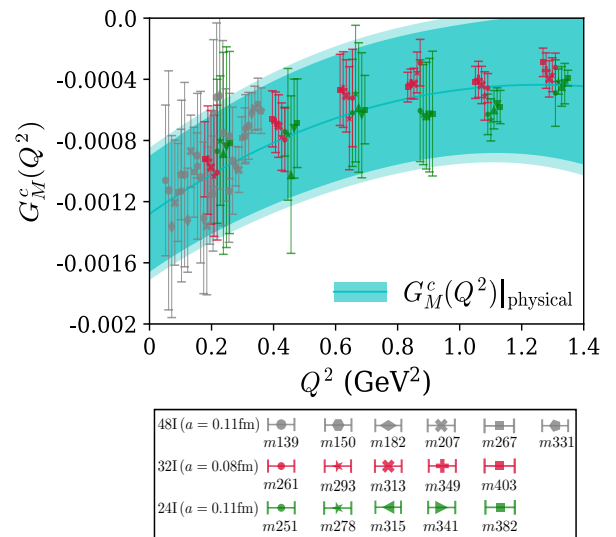 0.0
-0.0004
-0.0008
-0.0012
-0.0016
-0.002
G_M^c(Q^2)
G_M^c(Q^2)|physical
0 0.2 0.4 0.6 0.8 1.0 1.2 1.4
Q^2 (GeV^2)
48I (a = 0.11fm)
m139 m150 m182 m207 m267 m331
32I (a = 0.08fm)
m261 m293 m313 m349 m403
24I (a = 0.11fm)
m251 m278 m315 m341 m382